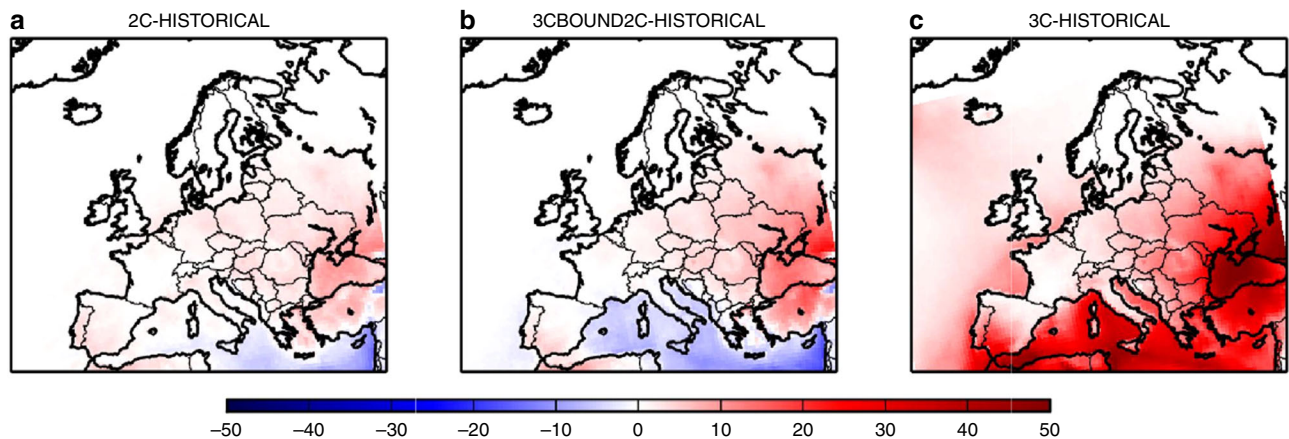 a 2C-HISTORICAL
b 3CBOUND2C-HISTORICAL
c 3C-HISTORICAL
−50 −40 −30 −20 −10 0 10 20 30 40 50